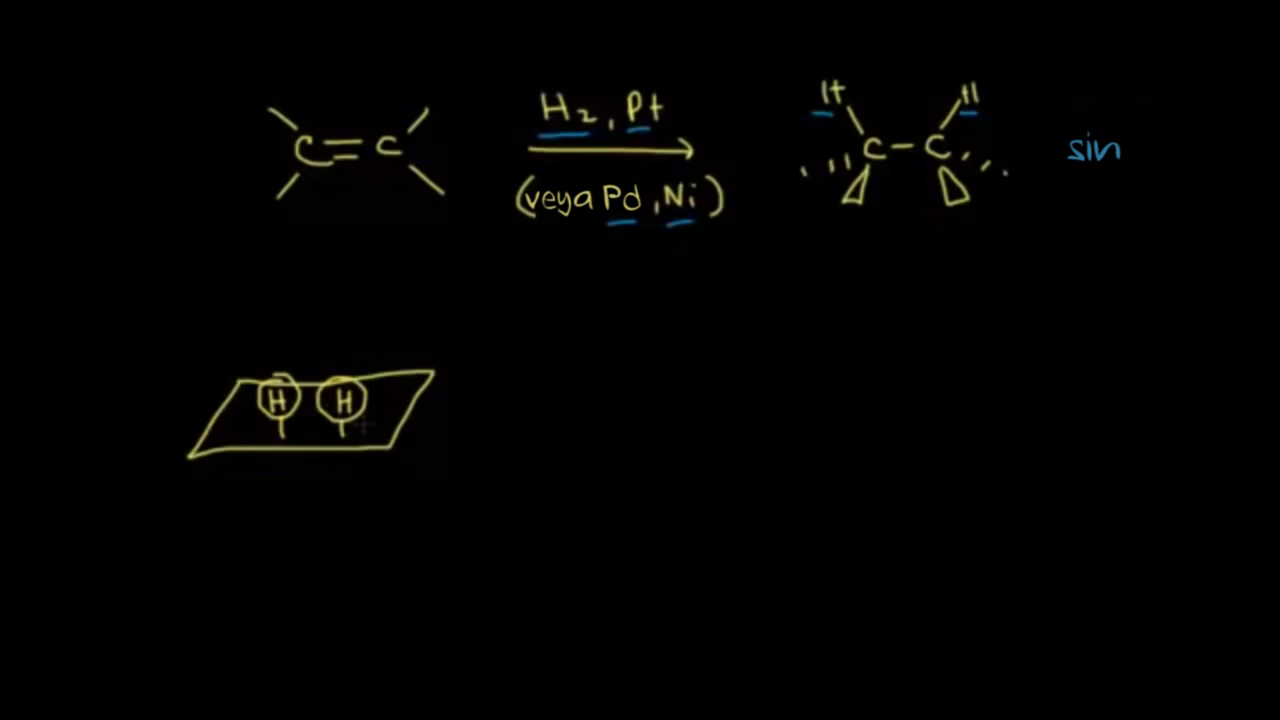 H₂, Pt
C=C
(veya Pd, Ni)
H H
C-C
sin
H H